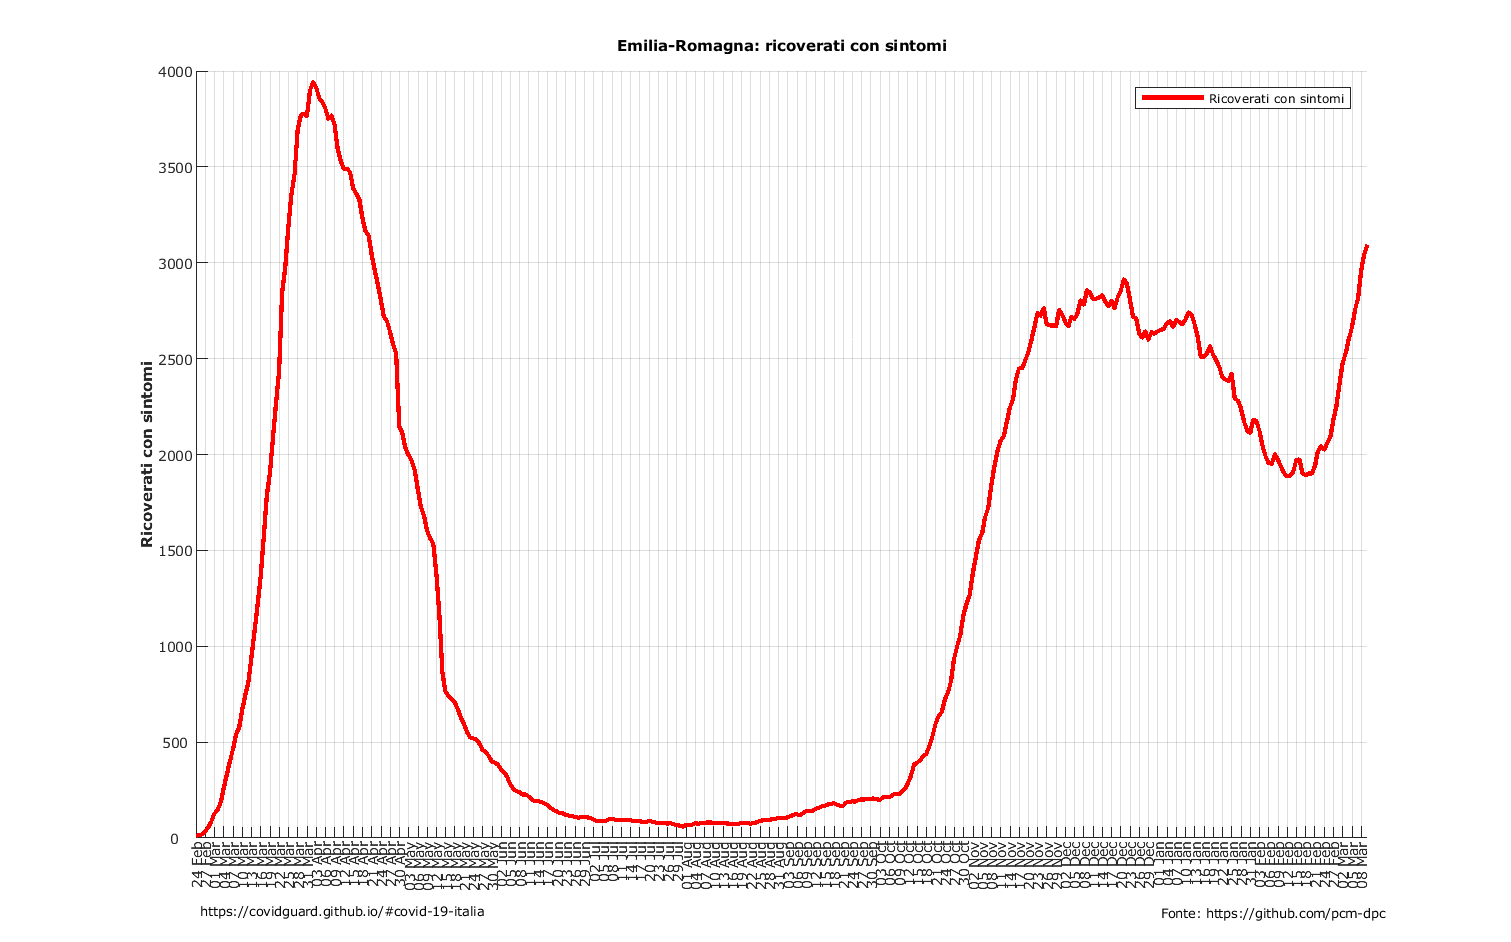 Emilia-Romagna: ricoverati con sintomi
Ricoverati con sintomi
4000
3500
3000
2500
2000
1500
1000
500
0
Ricoverati con sintomi
24 Feb
27 Feb
01 Mar
04 Mar
07 Mar
10 Mar
13 Mar
16 Mar
19 Mar
22 Mar
25 Mar
28 Mar
31 Mar
03 Apr
06 Apr
09 Apr
12 Apr
15 Apr
18 Apr
21 Apr
24 Apr
27 Apr
30 Apr
03 May
06 May
09 May
12 May
15 May
18 May
21 May
24 May
27 May
30 May
02 Jun
05 Jun
08 Jun
11 Jun
14 Jun
17 Jun
20 Jun
23 Jun
26 Jun
29 Jun
02 Jul
05 Jul
08 Jul
11 Jul
14 Jul
17 Jul
20 Jul
23 Jul
26 Jul
29 Jul
01 Aug
04 Aug
07 Aug
10 Aug
13 Aug
16 Aug
19 Aug
22 Aug
25 Aug
28 Aug
31 Aug
03 Sep
06 Sep
09 Sep
12 Sep
15 Sep
18 Sep
21 Sep
24 Sep
27 Sep
30 Sep
03 Oct
06 Oct
09 Oct
12 Oct
15 Oct
18 Oct
21 Oct
24 Oct
27 Oct
30 Oct
02 Nov
05 Nov
08 Nov
11 Nov
14 Nov
17 Nov
20 Nov
23 Nov
26 Nov
29 Nov
02 Dec
05 Dec
08 Dec
11 Dec
14 Dec
17 Dec
20 Dec
23 Dec
26 Dec
29 Dec
01 Jan
04 Jan
07 Jan
10 Jan
13 Jan
16 Jan
19 Jan
22 Jan
25 Jan
28 Jan
31 Jan
03 Feb
06 Feb
09 Feb
12 Feb
15 Feb
18 Feb
21 Feb
24 Feb
27 Feb
02 Mar
05 Mar
08 Mar
https://covidguard.github.io/#covid-19-italia
Fonte: https://github.com/pcm-dpc